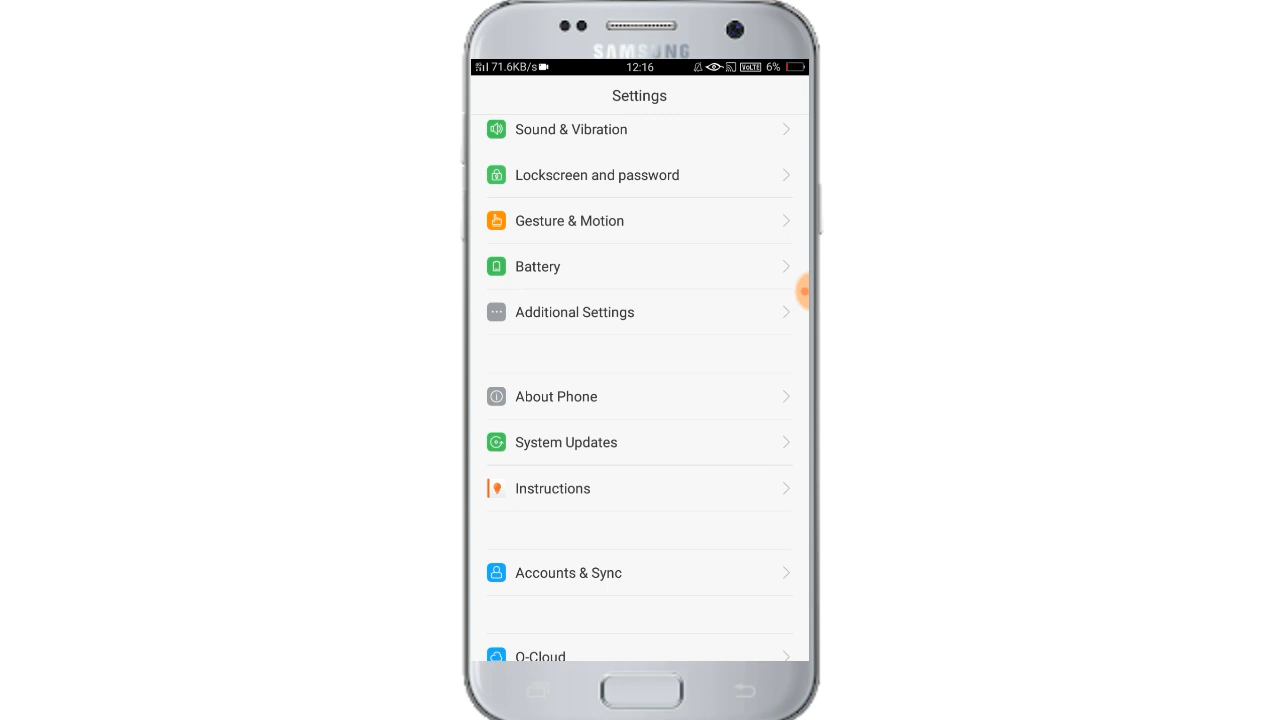 SAMSUNG
71.6KB/s 12:16 VoLTE 6%
Settings
Sound & Vibration
Lockscreen and password
Gesture & Motion
Battery
Additional Settings
About Phone
System Updates
Instructions
Accounts & Sync
O-Cloud